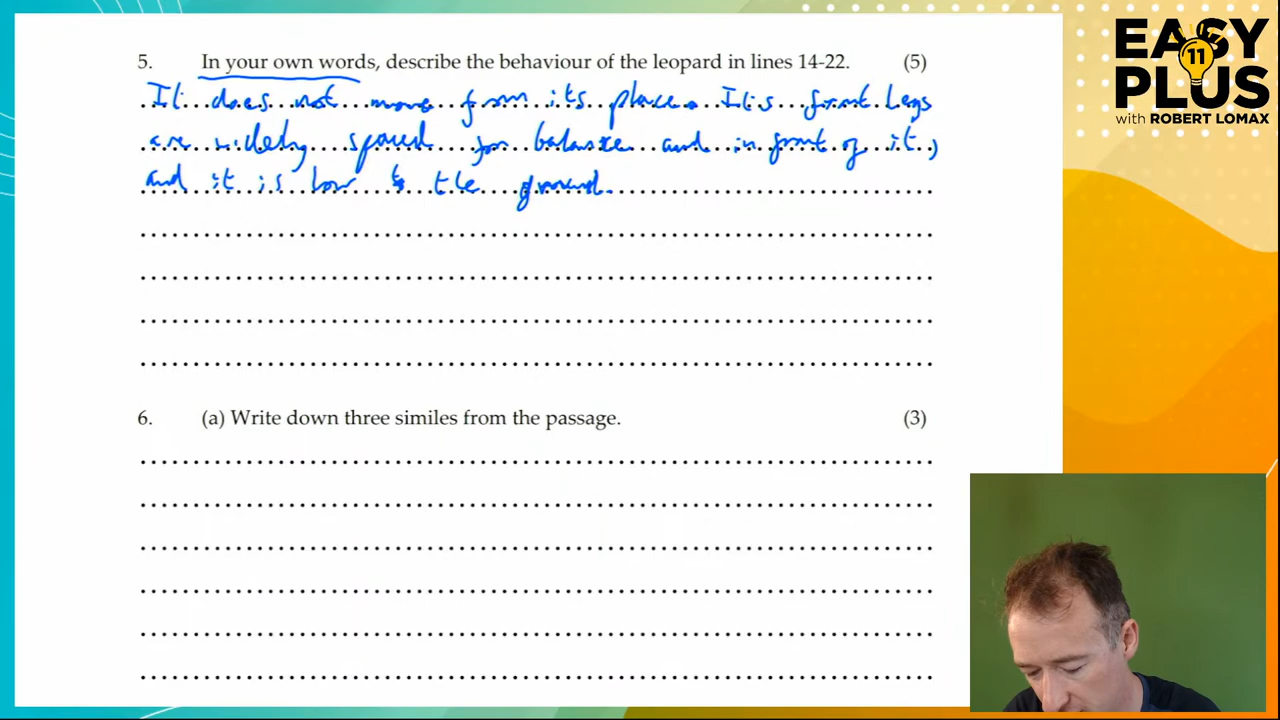 5. In your own words, describe the behaviour of the leopard in lines 14-22. (5)
It does not move from its place. Its front legs
are widely spaced for balance and in front of it,
and it is low to the ground.
6. (a) Write down three similes from the passage. (3)
EASY
11
PLUS
with ROBERT LOMAX